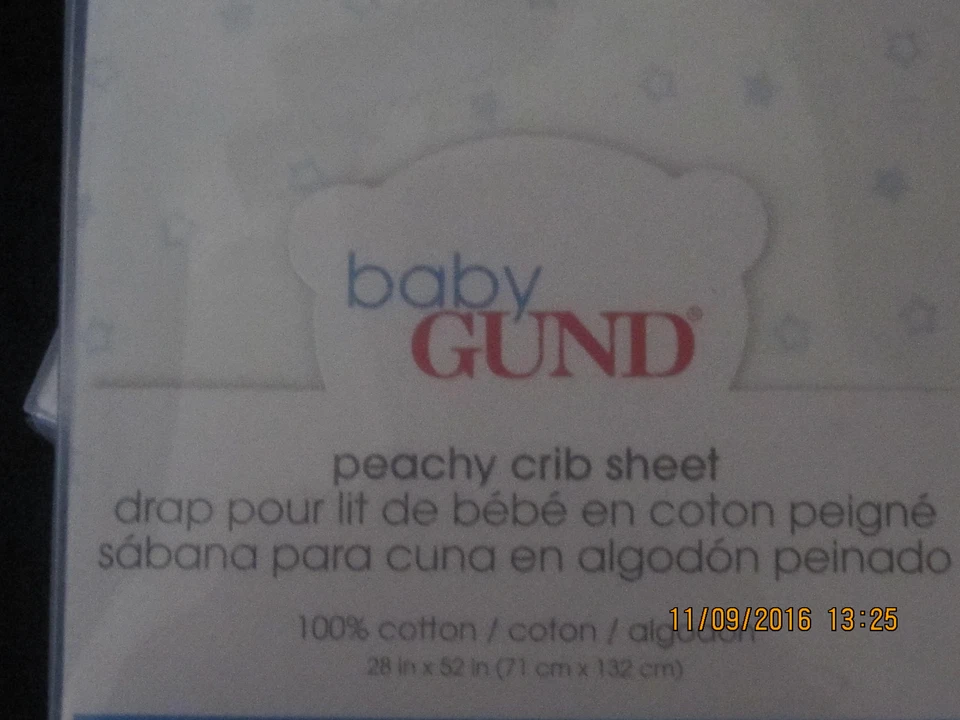 baby
GUND®
peachy crib sheet
drap pour lit de bébé en coton peigné
sábana para cuna en algodón peinado
100% cotton / coton / algodón
11/09/2016 13:25
28 in x 52 in (71 cm x 132 cm)